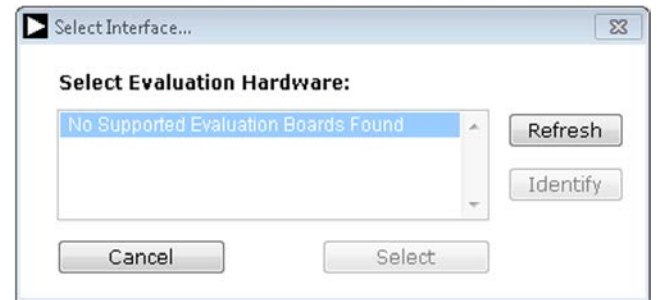 Select Interface...
Select Evaluation Hardware:
No Supported Evaluation Boards Found
Refresh
Identify
Cancel
Select